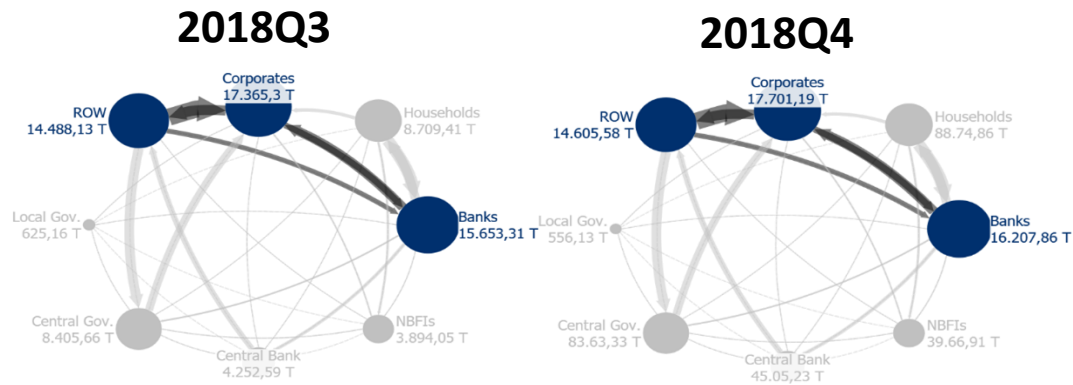 2018Q3
Corporates
17.365,3 T
ROW
14.488,13 T
Households
8.709,41 T
Local Gov.
625,16 T
Banks
15.653,31 T
Central Gov.
8.405,66 T
NBFIs
3.894,05 T
Central Bank
4.252,59 T
2018Q4
Corporates
17.701,19 T
ROW
14.605,58 T
Households
88.74,86 T
Local Gov.
556,13 T
Banks
16.207,86 T
Central Gov.
83.63,33 T
NBFIs
39.66,91 T
Central Bank
45.05,23 T